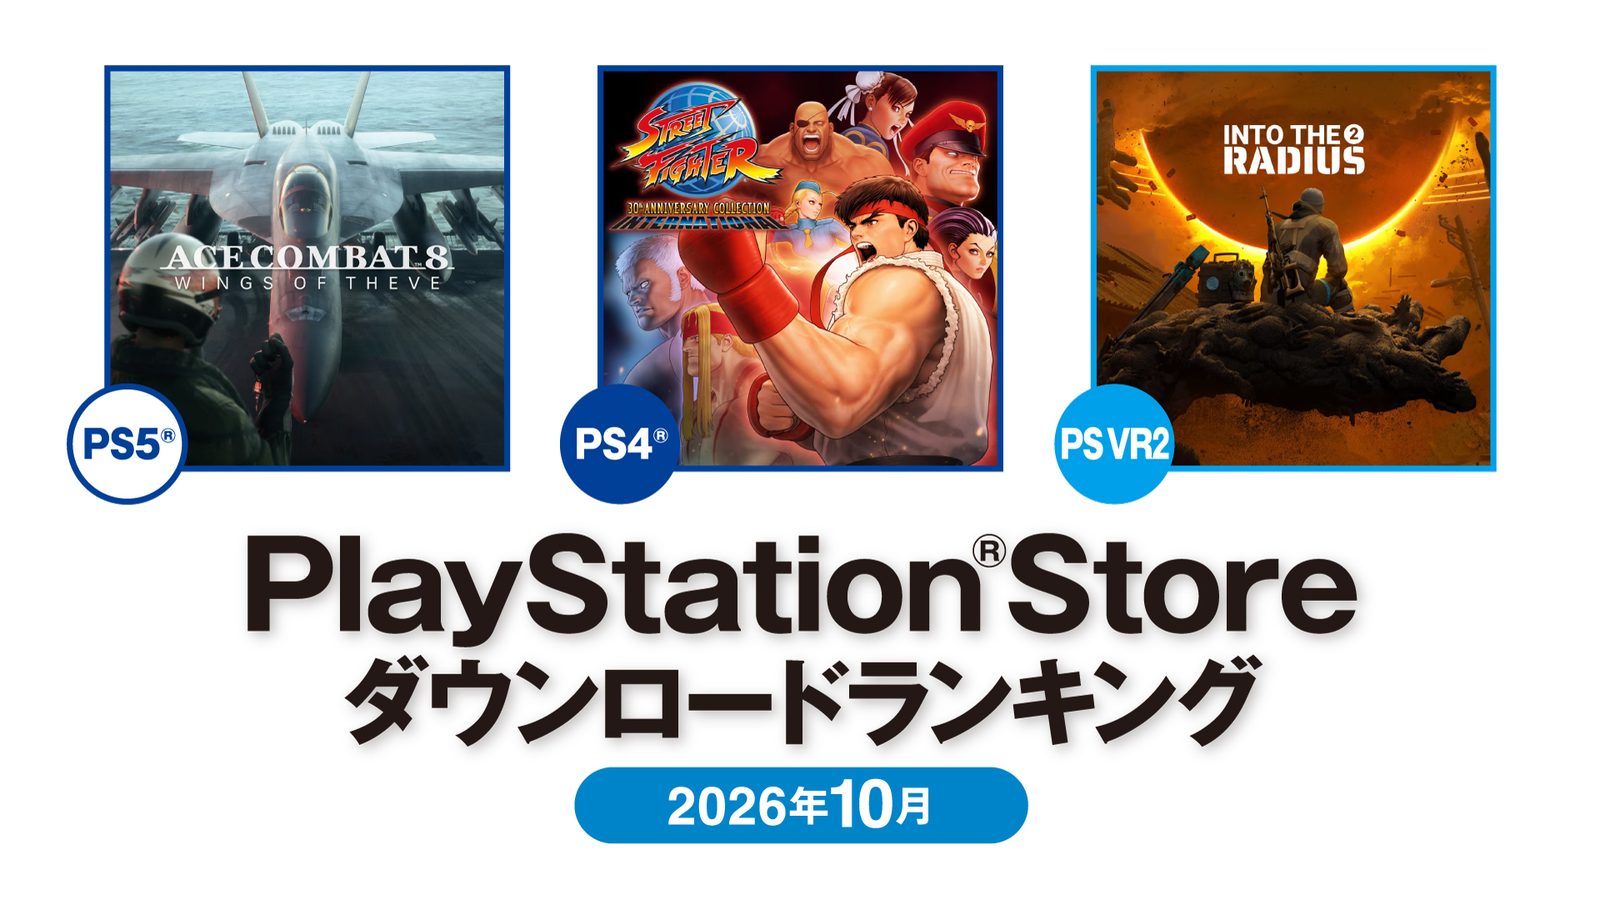 ACE COMBAT™ 8
WINGS OF THEVE
PS5®
STREET
FIGHTER
30th ANNIVERSARY COLLECTION
INTERNATIONAL
PS4®
INTO THE 2
RADIUS
PS VR2
PlayStation®Store
ダウンロードランキング
2026年10月